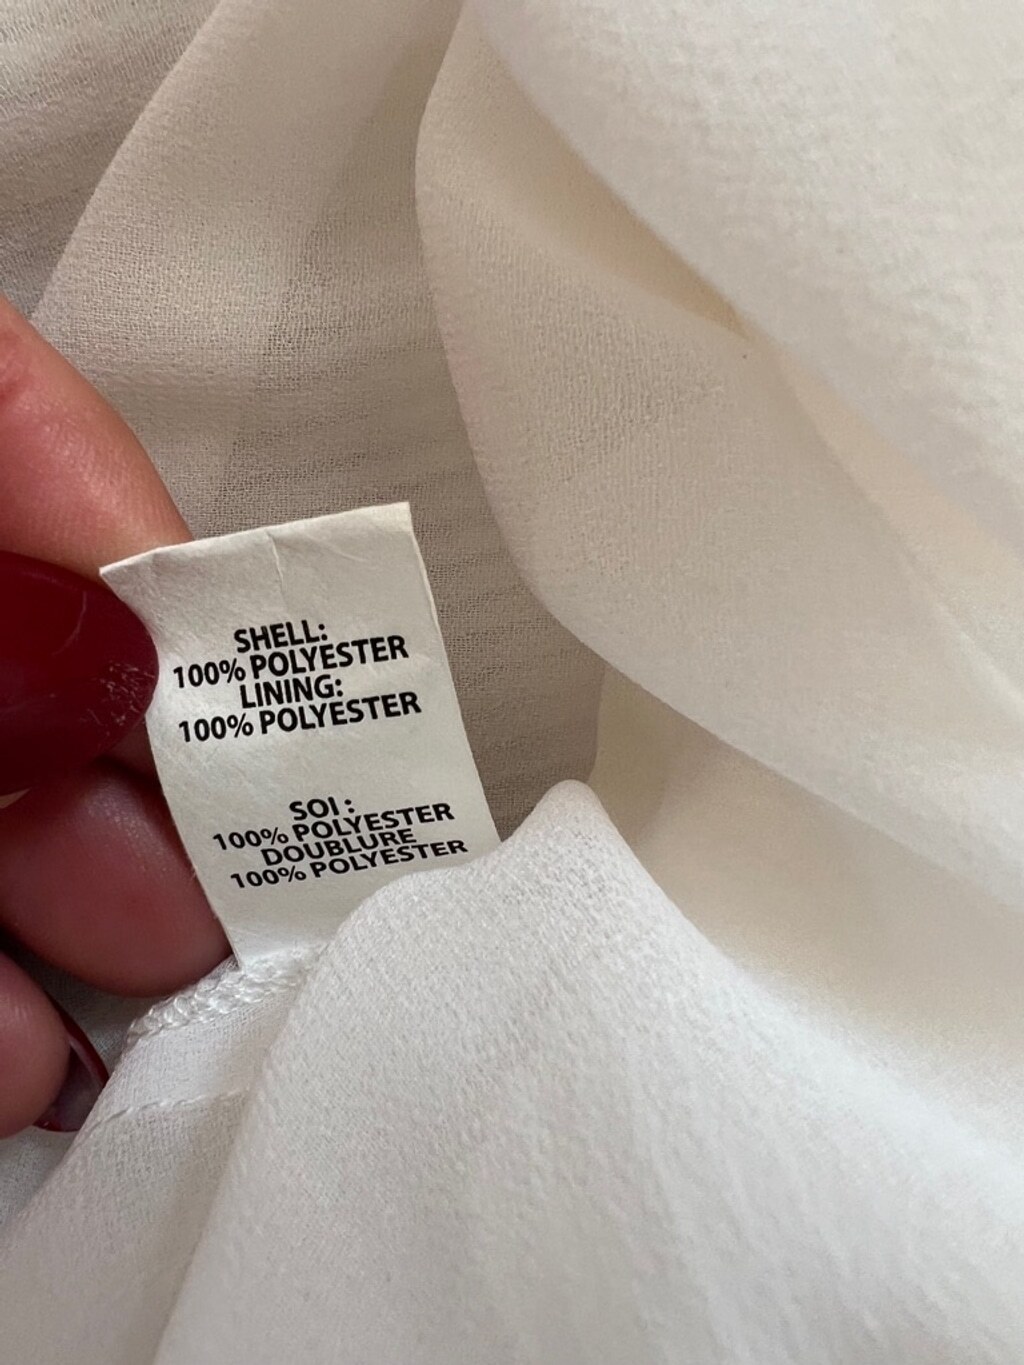 SHELL:
100% POLYESTER
LINING:
100% POLYESTER
SOI :
100% POLYESTER
DOUBLURE
100% POLYESTER